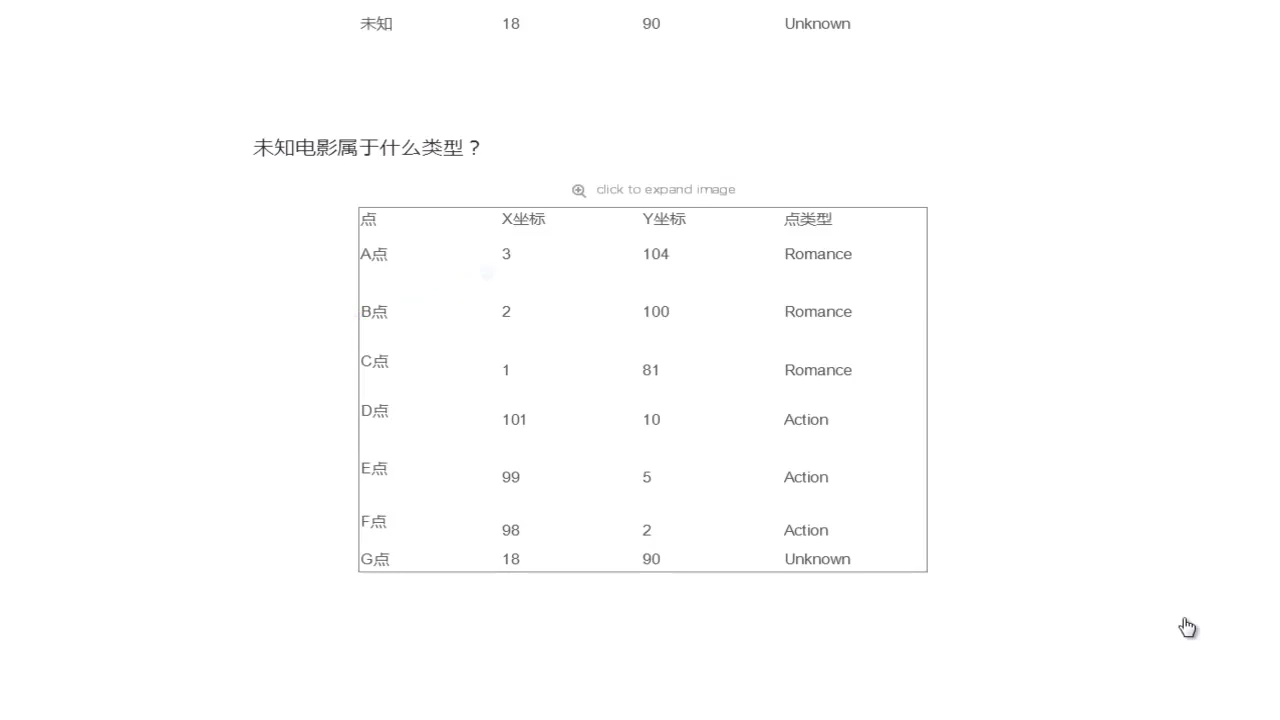 未知 18 90 Unknown
未知电影属于什么类型？
click to expand image
点 X坐标 Y坐标 点类型
A点 3 104 Romance
B点 2 100 Romance
C点 1 81 Romance
D点 101 10 Action
E点 99 5 Action
F点 98 2 Action
G点 18 90 Unknown